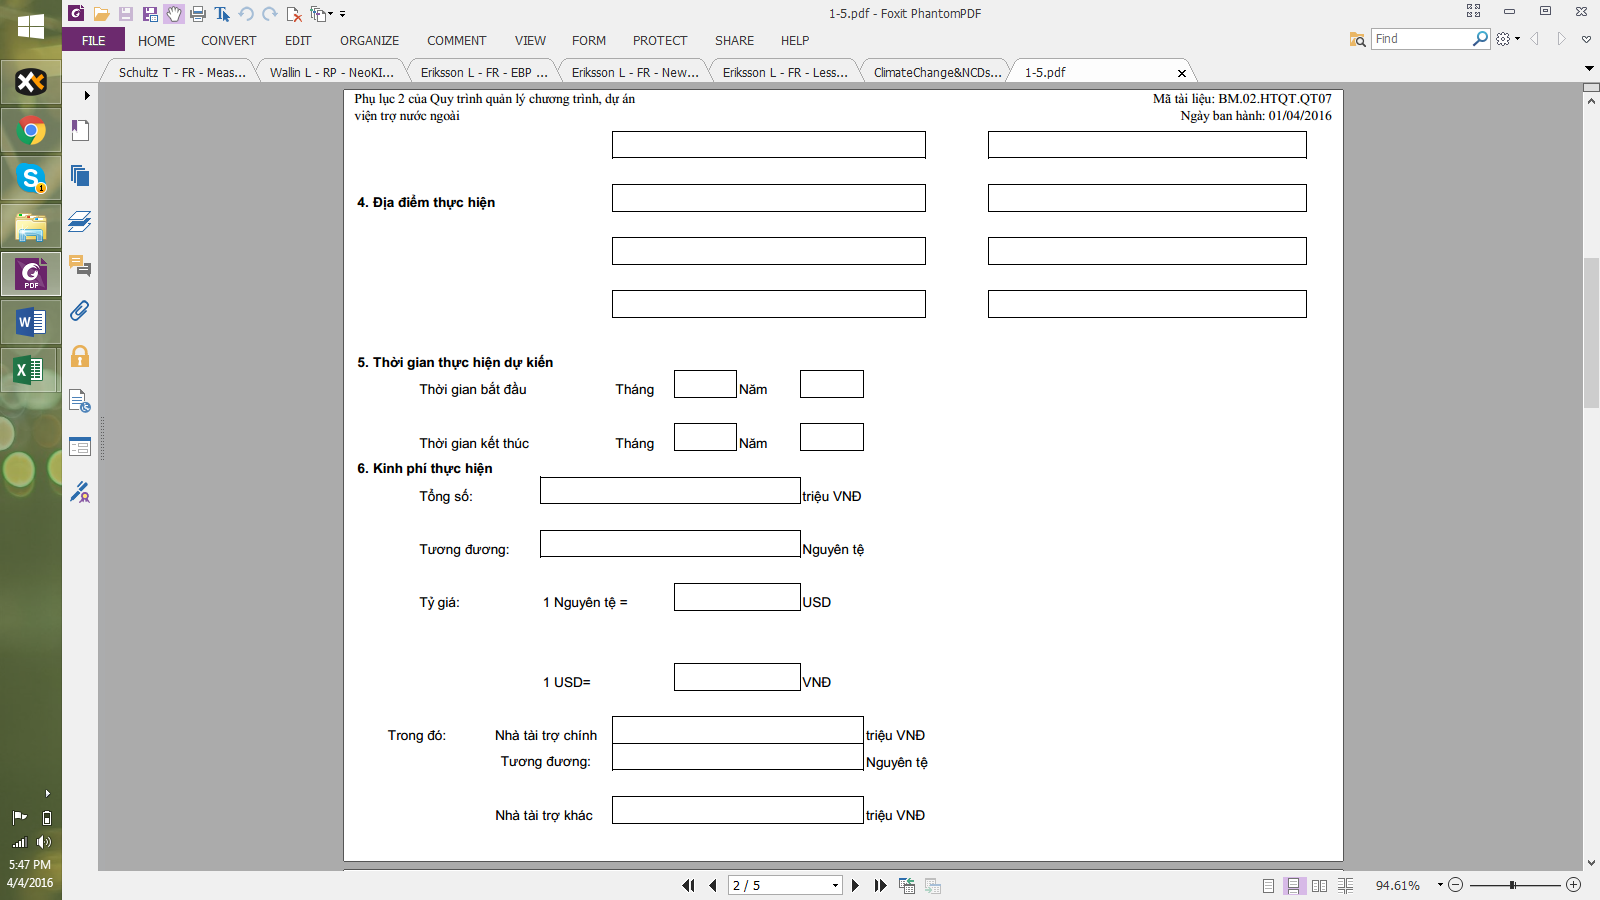 1-5.pdf - Foxit PhantomPDF
FILE HOME CONVERT EDIT ORGANIZE COMMENT VIEW FORM PROTECT SHARE HELP
Find
Schultz T - FR - Meas... Wallin L - RP - NeoKI... Eriksson L - FR - EBP ... Eriksson L - FR - New... Eriksson L - FR - Less... ClimateChange&NCDs... 1-5.pdf
Phụ lục 2 của Quy trình quản lý chương trình, dự án
viện trợ nước ngoài
Mã tài liệu: BM.02.HTQT.QT07
Ngày ban hành: 01/04/2016
4. Địa điểm thực hiện
5. Thời gian thực hiện dự kiến
Thời gian bắt đầu Tháng Năm
Thời gian kết thúc Tháng Năm
6. Kinh phí thực hiện
Tổng số: triệu VNĐ
Tương đương: Nguyên tệ
Tỷ giá: 1 Nguyên tệ = USD
1 USD= VNĐ
Trong đó: Nhà tài trợ chính triệu VNĐ
Tương đương: Nguyên tệ
Nhà tài trợ khác triệu VNĐ
PDF
5:47 PM
4/4/2016
2 / 5
94.61%